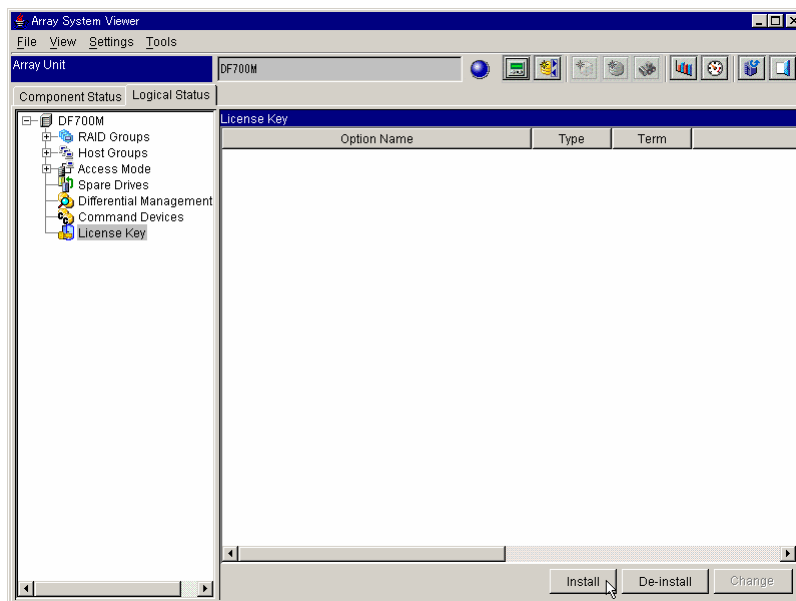 Array System Viewer
File View Settings Tools
Array Unit
DF700M
Component Status Logical Status
DF700M
RAID Groups
Host Groups
Access Mode
Spare Drives
Differential Management
Command Devices
License Key
License Key
Option Name Type Term
Install De-install Change